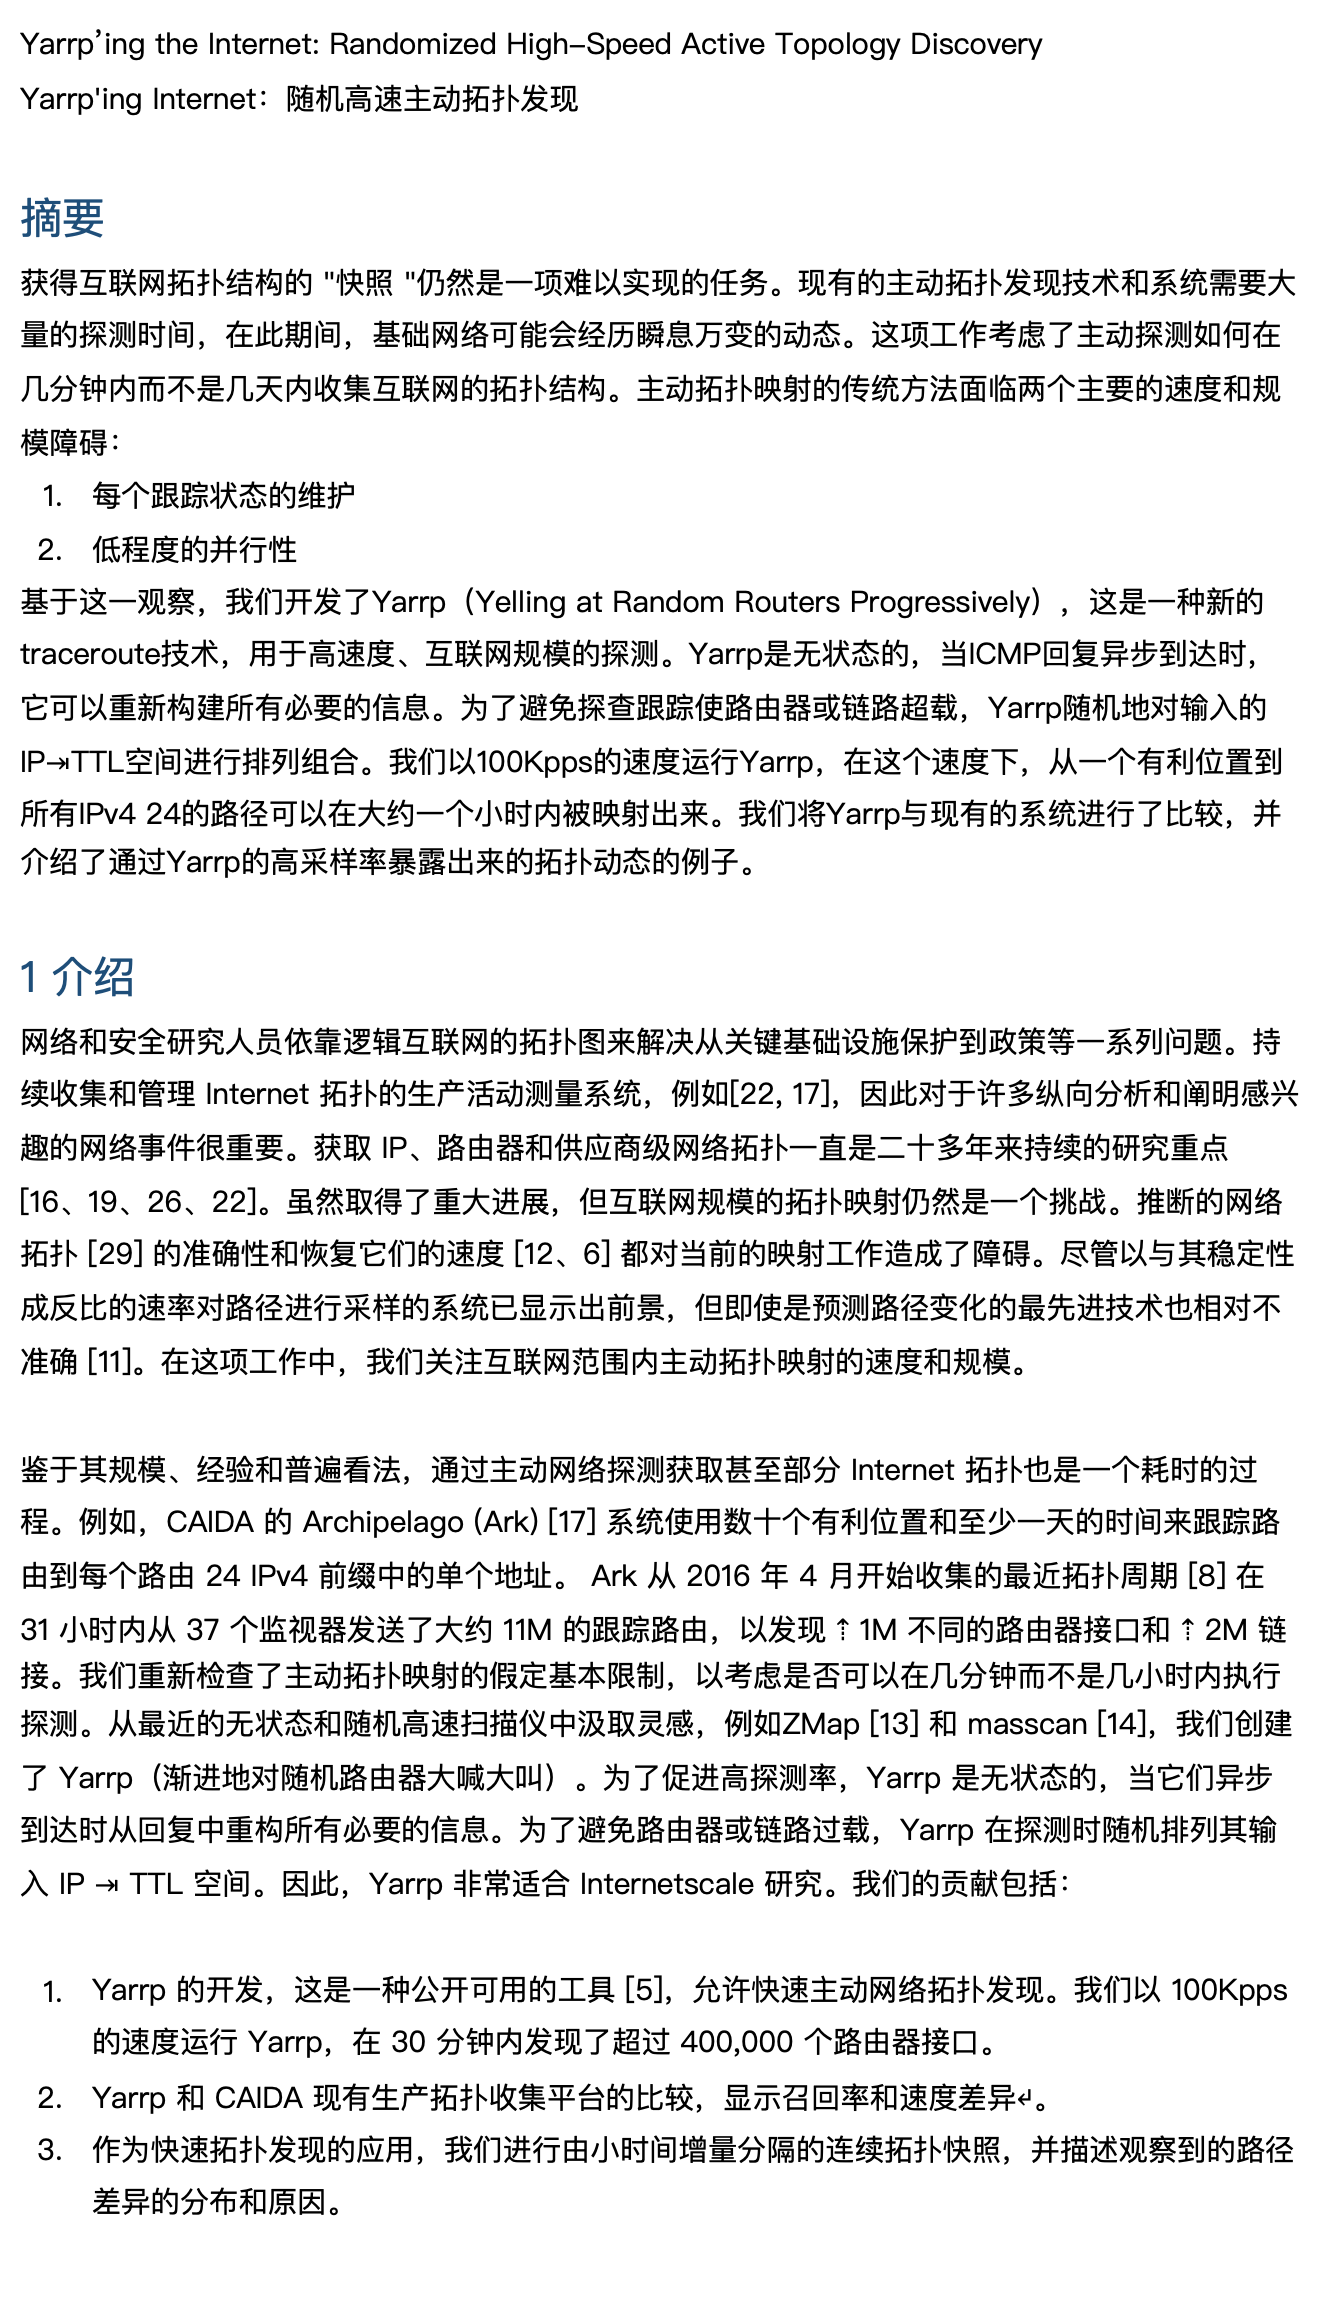 Yarrp’ing the Internet: Randomized High–Speed Active Topology Discovery
Yarrp'ing Internet：随机高速主动拓扑发现
摘要
获得互联网拓扑结构的 "快照 "仍然是一项难以实现的任务。现有的主动拓扑发现技术和系统需要大
量的探测时间，在此期间，基础网络可能会经历瞬息万变的动态。这项工作考虑了主动探测如何在
几分钟内而不是几天内收集互联网的拓扑结构。主动拓扑映射的传统方法面临两个主要的速度和规
模障碍：
1. 每个跟踪状态的维护
2. 低程度的并行性
基于这一观察，我们开发了Yarrp（Yelling at Random Routers Progressively），这是一种新的
traceroute技术，用于高速度、互联网规模的探测。Yarrp是无状态的，当ICMP回复异步到达时，
它可以重新构建所有必要的信息。为了避免探查跟踪使路由器或链路超载，Yarrp随机地对输入的
IP⇥TTL空间进行排列组合。我们以100Kpps的速度运行Yarrp，在这个速度下，从一个有利位置到
所有IPv4 24的路径可以在大约一个小时内被映射出来。我们将Yarrp与现有的系统进行了比较，并
介绍了通过Yarrp的高采样率暴露出来的拓扑动态的例子。
1 介绍
网络和安全研究人员依靠逻辑互联网的拓扑图来解决从关键基础设施保护到政策等一系列问题。持
续收集和管理 Internet 拓扑的生产活动测量系统，例如[22, 17]，因此对于许多纵向分析和阐明感兴
趣的网络事件很重要。获取 IP、路由器和供应商级网络拓扑一直是二十多年来持续的研究重点
[16、19、26、22]。虽然取得了重大进展，但互联网规模的拓扑映射仍然是一个挑战。推断的网络
拓扑 [29] 的准确性和恢复它们的速度 [12、6] 都对当前的映射工作造成了障碍。尽管以与其稳定性
成反比的速率对路径进行采样的系统已显示出前景，但即使是预测路径变化的最先进技术也相对不
准确 [11]。在这项工作中，我们关注互联网范围内主动拓扑映射的速度和规模。
鉴于其规模、经验和普遍看法，通过主动网络探测获取甚至部分 Internet 拓扑也是一个耗时的过
程。例如，CAIDA 的 Archipelago (Ark) [17] 系统使用数十个有利位置和至少一天的时间来跟踪路
由到每个路由 24 IPv4 前缀中的单个地址。 Ark 从 2016 年 4 月开始收集的最近拓扑周期 [8] 在
31 小时内从 37 个监视器发送了大约 11M 的跟踪路由，以发现 ⇡ 1M 不同的路由器接口和 ⇡ 2M 链
接。我们重新检查了主动拓扑映射的假定基本限制，以考虑是否可以在几分钟而不是几小时内执行
探测。从最近的无状态和随机高速扫描仪中汲取灵感，例如ZMap [13] 和 masscan [14]，我们创建
了 Yarrp（渐进地对随机路由器大喊大叫）。为了促进高探测率，Yarrp 是无状态的，当它们异步
到达时从回复中重构所有必要的信息。为了避免路由器或链路过载，Yarrp 在探测时随机排列其输
入 IP ⇥ TTL 空间。因此，Yarrp 非常适合 Internetscale 研究。我们的贡献包括：
1. Yarrp 的开发，这是一种公开可用的工具 [5]，允许快速主动网络拓扑发现。我们以 100Kpps
的速度运行 Yarrp，在 30 分钟内发现了超过 400,000 个路由器接口。
2. Yarrp 和 CAIDA 现有生产拓扑收集平台的比较，显示召回率和速度差异↲。
3. 作为快速拓扑发现的应用，我们进行由小时间增量分隔的连续拓扑快照，并描述观察到的路径
差异的分布和原因。